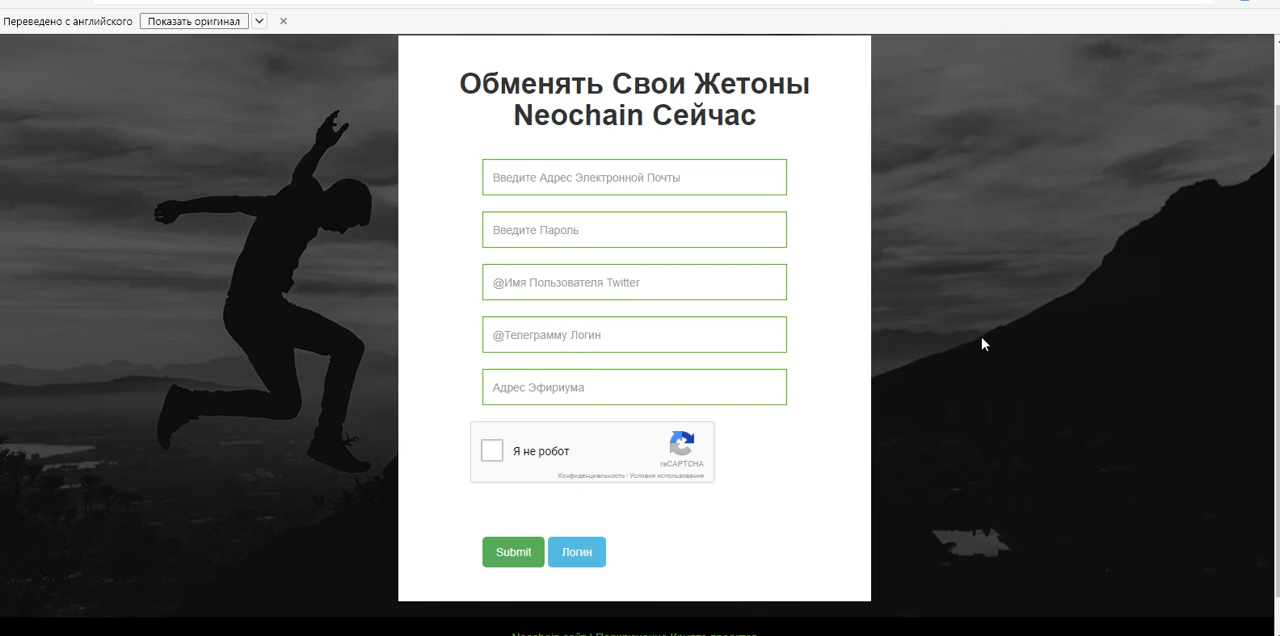 Переведено с английского Показать оригинал
Обменять Свои Жетоны
Neochain Сейчас
Введите Адрес Электронной Почты
Введите Пароль
@Имя Пользователя Twitter
@Телеграмму Логин
Адрес Эфириума
Я не робот
reCAPTCHA
Конфиденциальность - Условия использования
Submit Логин